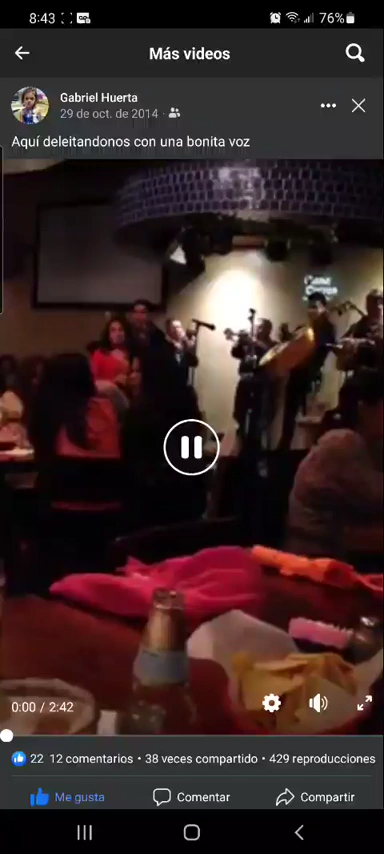 8:43
76%
Más videos
Gabriel Huerta
29 de oct. de 2014 ·
Aquí deleitandonos con una bonita voz
0:00 / 2:42
22 12 comentarios • 38 veces compartido • 429 reproducciones
Me gusta
Comentar
Compartir